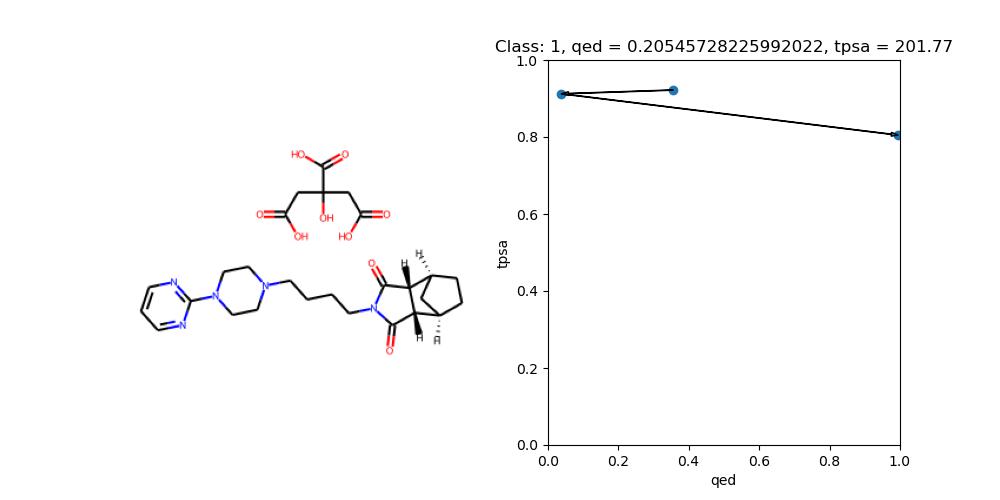 Class: 1, qed = 0.20545728225992022, tpsa = 201.77
HO
O
O
OH
O
OH
HO
N
N
N
N
N
O
O
H
H
H
H
tpsa
1.0
0.8
0.6
0.4
0.2
0.0
0.0 0.2 0.4 0.6 0.8 1.0
qed